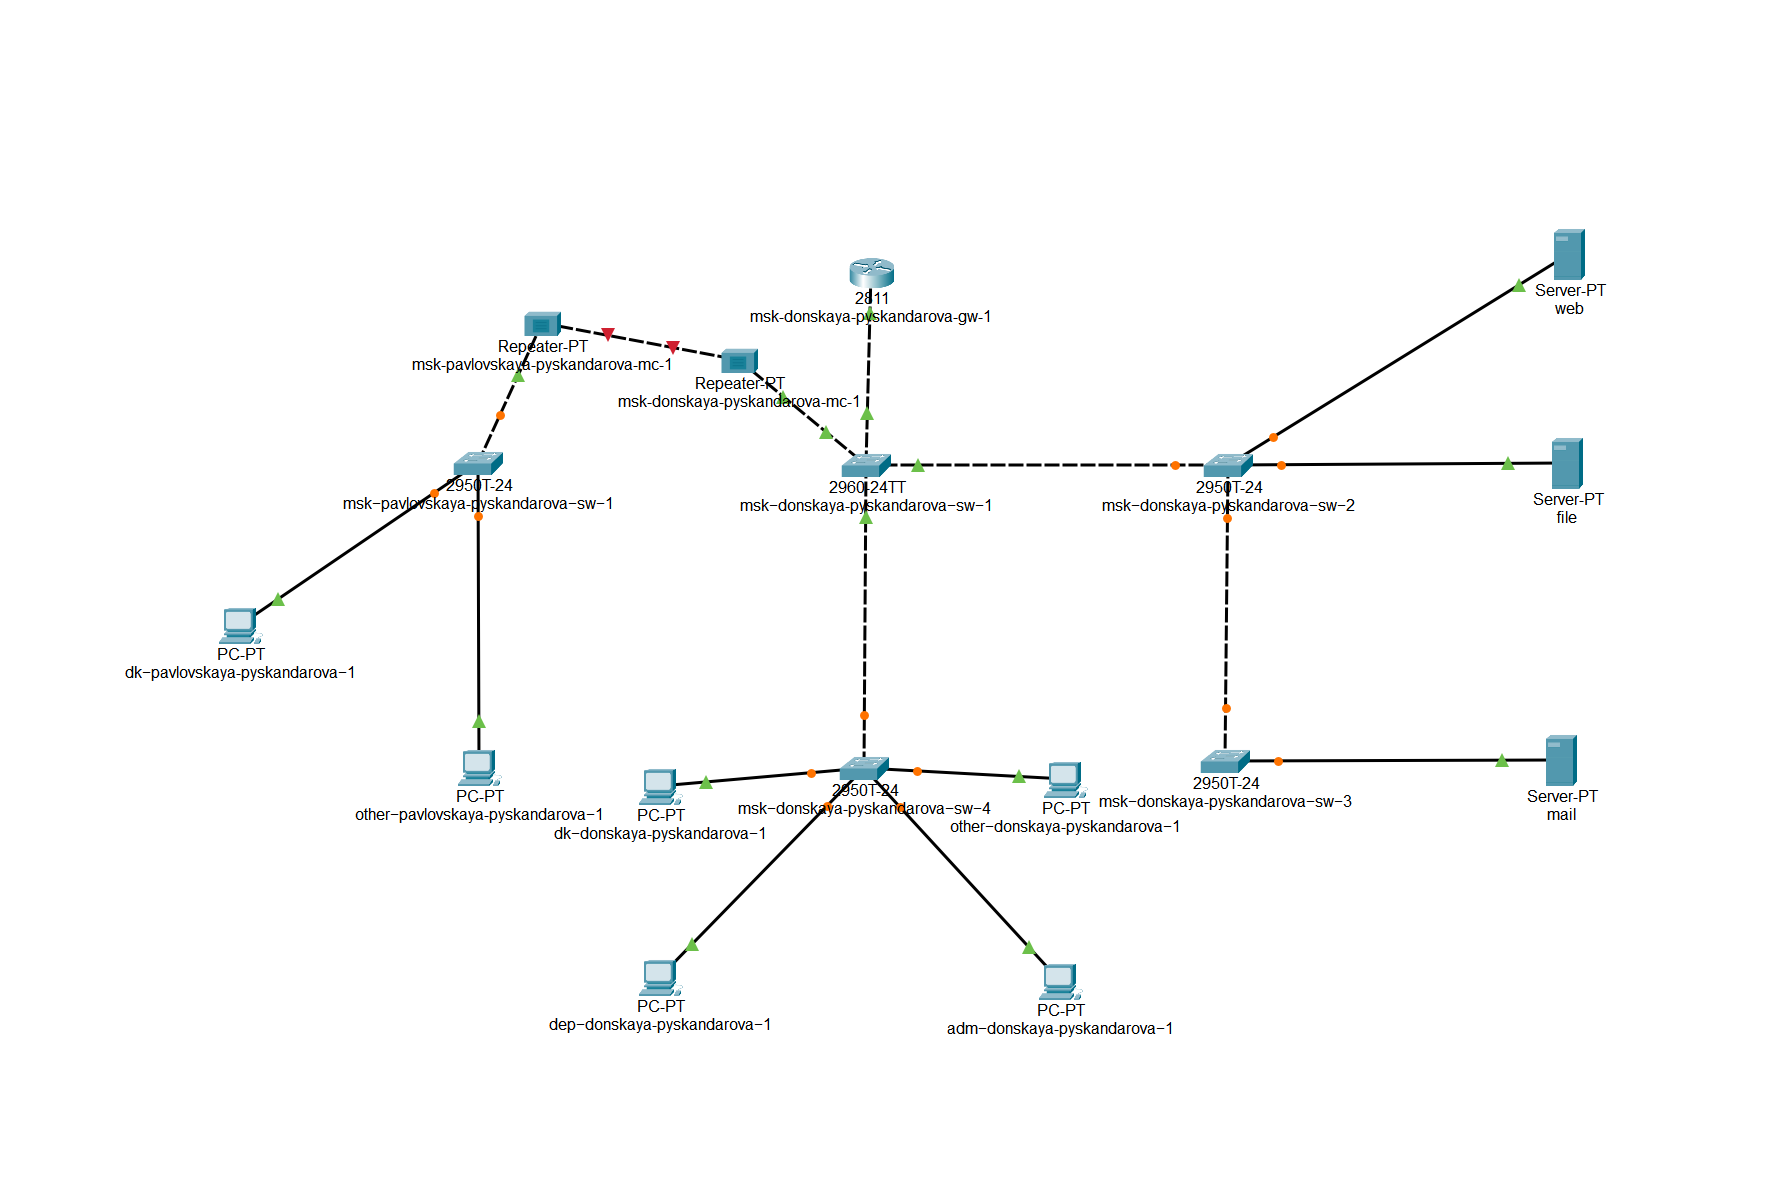 Server-PT
web
2811
msk-donskaya-pyskandarova-gw-1
Repeater-PT
msk-pavlovskaya-pyskandarova-mc-1
Repeater-PT
msk-donskaya-pyskandarova-mc-1
2950T-24
msk-pavlovskaya-pyskandarova-sw-1
2960-24TT
msk-donskaya-pyskandarova-sw-1
2950T-24
msk-donskaya-pyskandarova-sw-2
Server-PT
file
PC-PT
dk-pavlovskaya-pyskandarova-1
PC-PT
other-pavlovskaya-pyskandarova-1
PC-PT
dk-donskaya-pyskandarova-1
2950T-24
msk-donskaya-pyskandarova-sw-4
PC-PT
other-donskaya-pyskandarova-1
2950T-24
msk-donskaya-pyskandarova-sw-3
Server-PT
mail
PC-PT
dep-donskaya-pyskandarova-1
PC-PT
adm-donskaya-pyskandarova-1